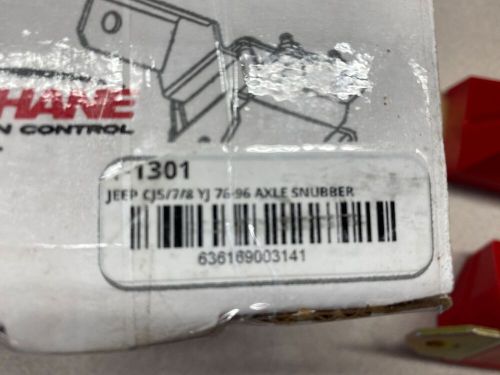 HANE
N CONTROL
-1301
JEEP CJ5/7/8 YJ 76-96 AXLE SNUBBER
636169003141